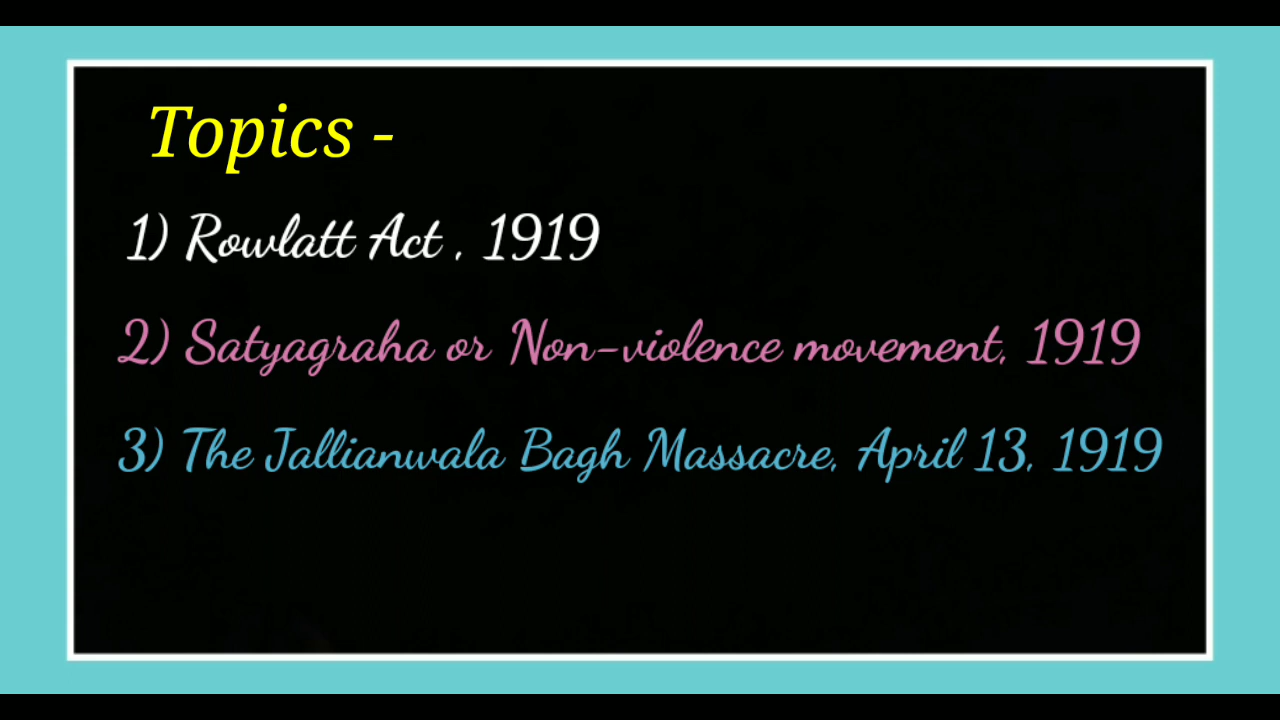 Topics -
1) Rowlatt Act , 1919
2) Satyagraha or Non-violence movement, 1919
3) The Jallianwala Bagh Massacre, April 13, 1919